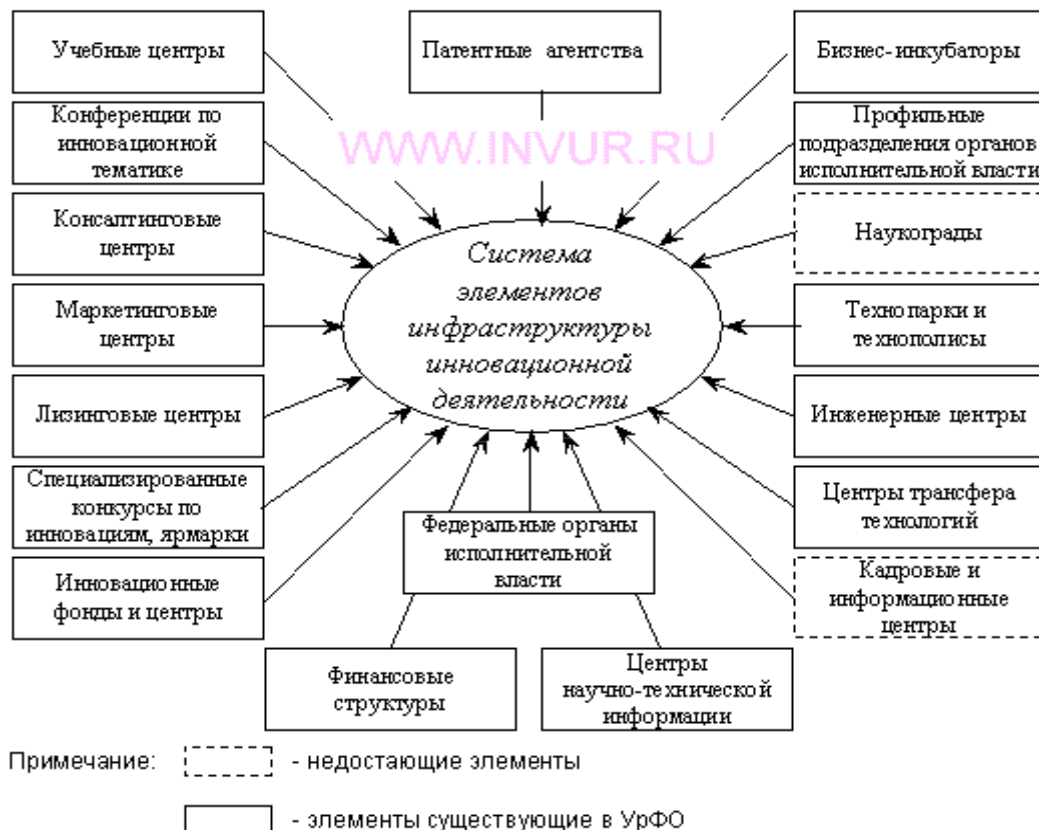 Учебные центры
Патентные агентства
Бизнес-инкубаторы
Конференции по
инновационной
тематике
WWW.INVUR.RU
Профильные
подразделения органов
исполнительной власти
Консалтинговые
центры
Наукограды
Система
элементов
инфраструктуры
инновационной
деятельности
Маркетинговые
центры
Технопарки и
технополисы
Лизинговые центры
Инженерные центры
Специализированные
конкурсы по
инновациям, ярмарки
Центры трансфера
технологий
Федеральные органы
исполнительной
власти
Инновационные
фонды и центры
Кадровые и
информационные
центры
Финансовые
структуры
Центры
научно-технической
информации
Примечание:
- недостающие элементы
- элементы существующие в УрФО